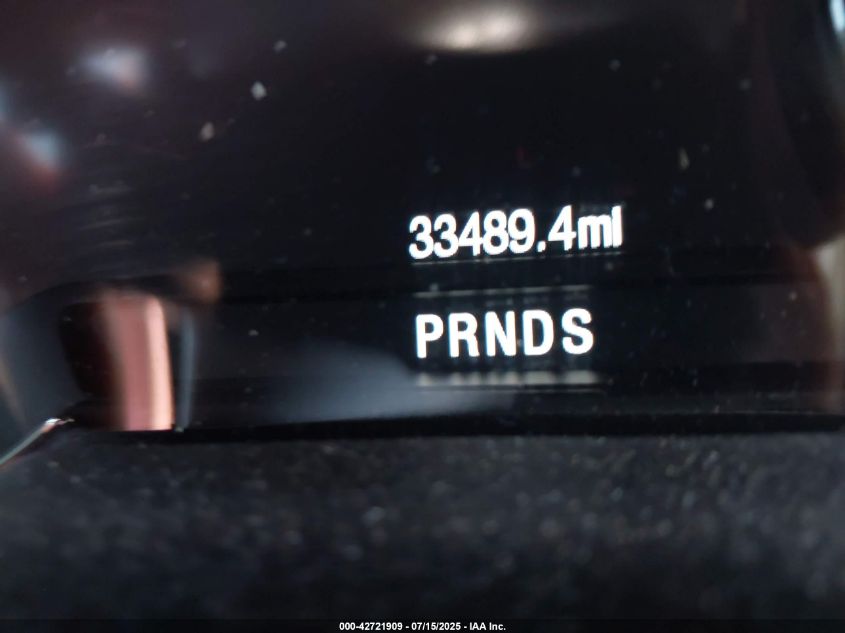 33489.4mi
PRNDS
000-42721909 - 07/15/2025 - IAA Inc.